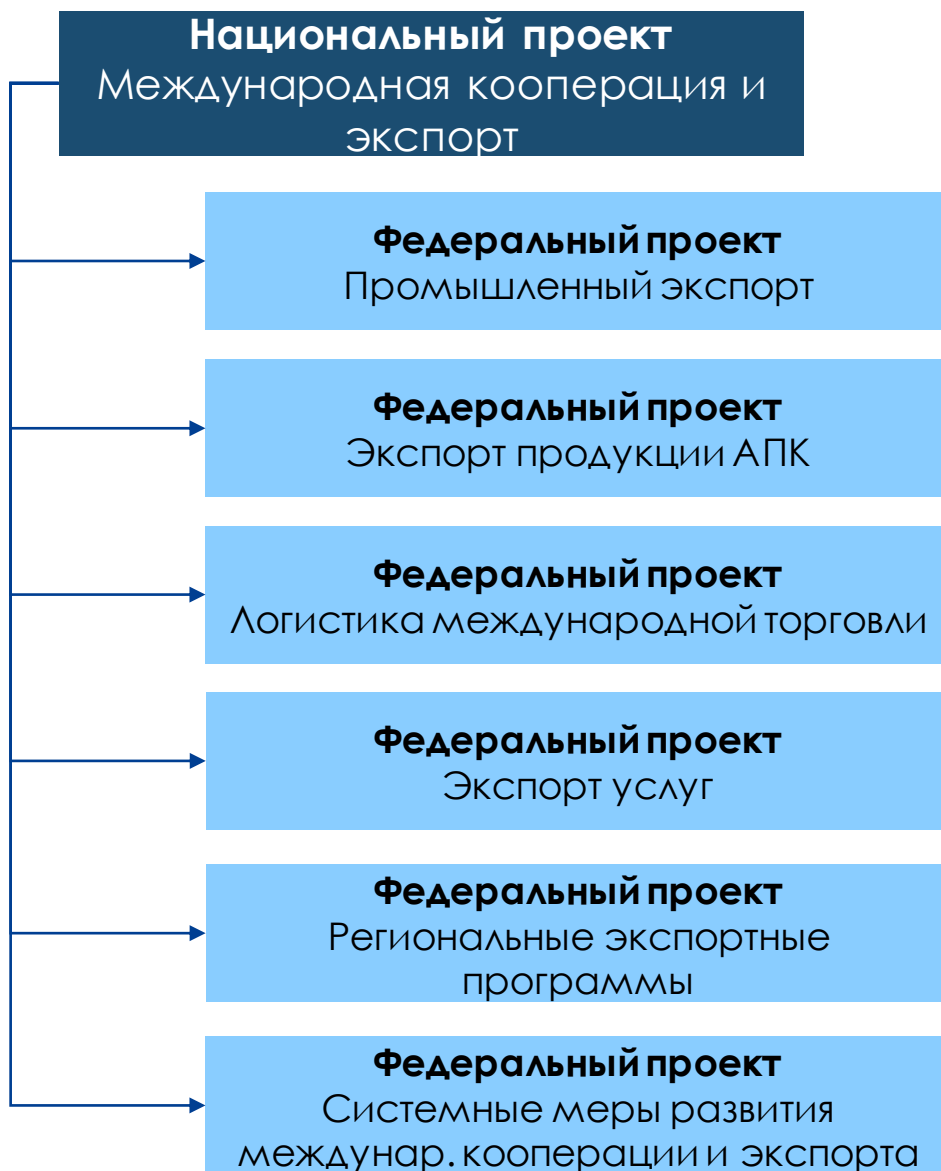 Национальный проект
Международная кооперация и
экспорт
Федеральный проект
Промышленный экспорт
Федеральный проект
Экспорт продукции АПК
Федеральный проект
Логистика международной торговли
Федеральный проект
Экспорт услуг
Федеральный проект
Региональные экспортные
программы
Федеральный проект
Системные меры развития
междунар. кооперации и экспорта